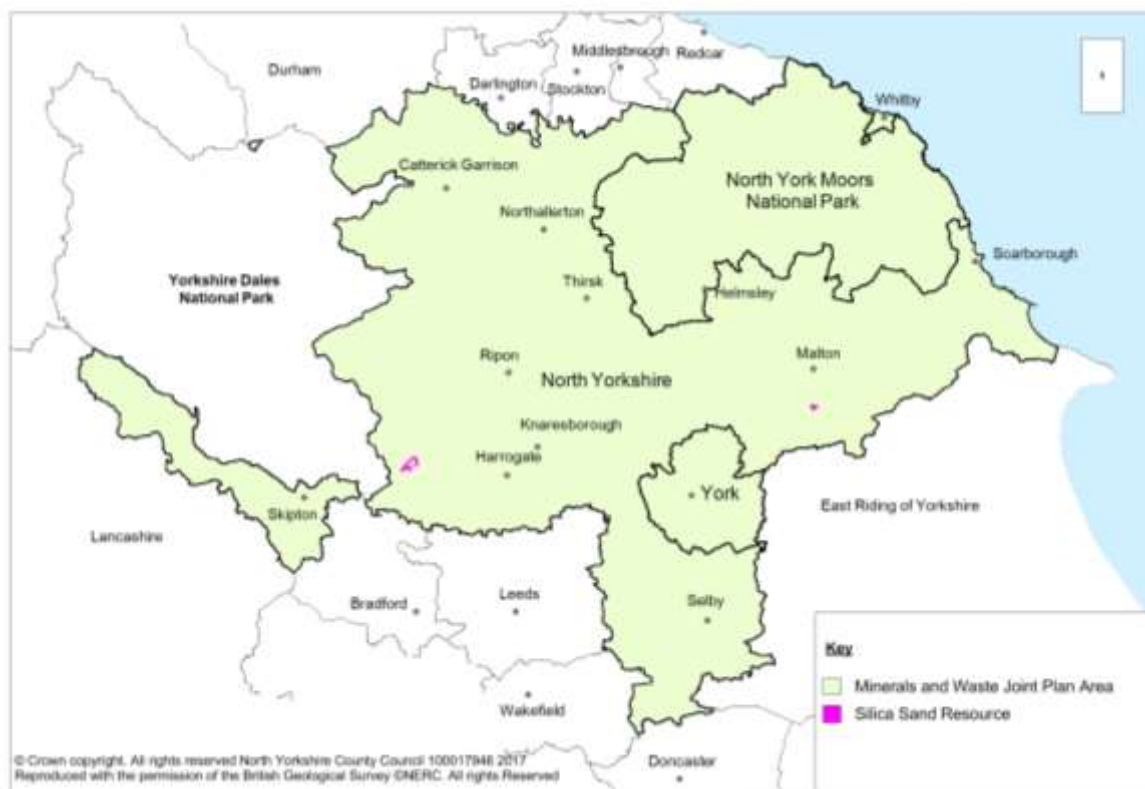 Durham
Middlesbrough
Redcar
Darlington
Stockton
Whitby
Catterick Garrison
North York Moors
National Park
Northallerton
Scarborough
Yorkshire Dales
National Park
Thirsk
Helmsley
Ripon
North Yorkshire
Malton
Knaresborough
Harrogate
York
Skipton
East Riding of Yorkshire
Lancashire
Bradford
Leeds
Selby
Key
Minerals and Waste Joint Plan Area
Silica Sand Resource
Wakefield
Doncaster
© Crown copyright. All rights reserved North Yorkshire County Council 100017946 2017
Reproduced with the permission of the British Geological Survey ©NERC. All rights Reserved